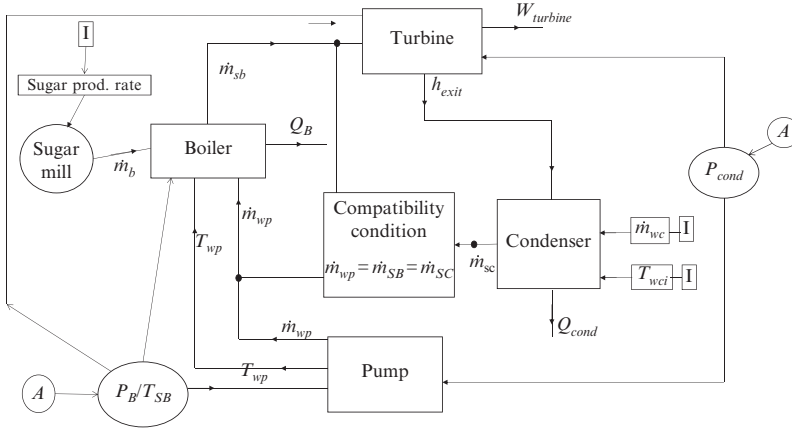 W_turbine
I
Turbine
ṁ_sb
h_exit
Sugar prod. rate
A
Q_B
Sugar
mill
Boiler
ṁ_b
P_cond
Compatibility
condition
ṁ_wp
ṁ_wc
I
Condenser
T_wp
ṁ_wp = ṁ_SB = ṁ_SC
ṁ_sc
T_wci
I
ṁ_wp
Q_cond
T_wp
Pump
A
P_B/T_SB